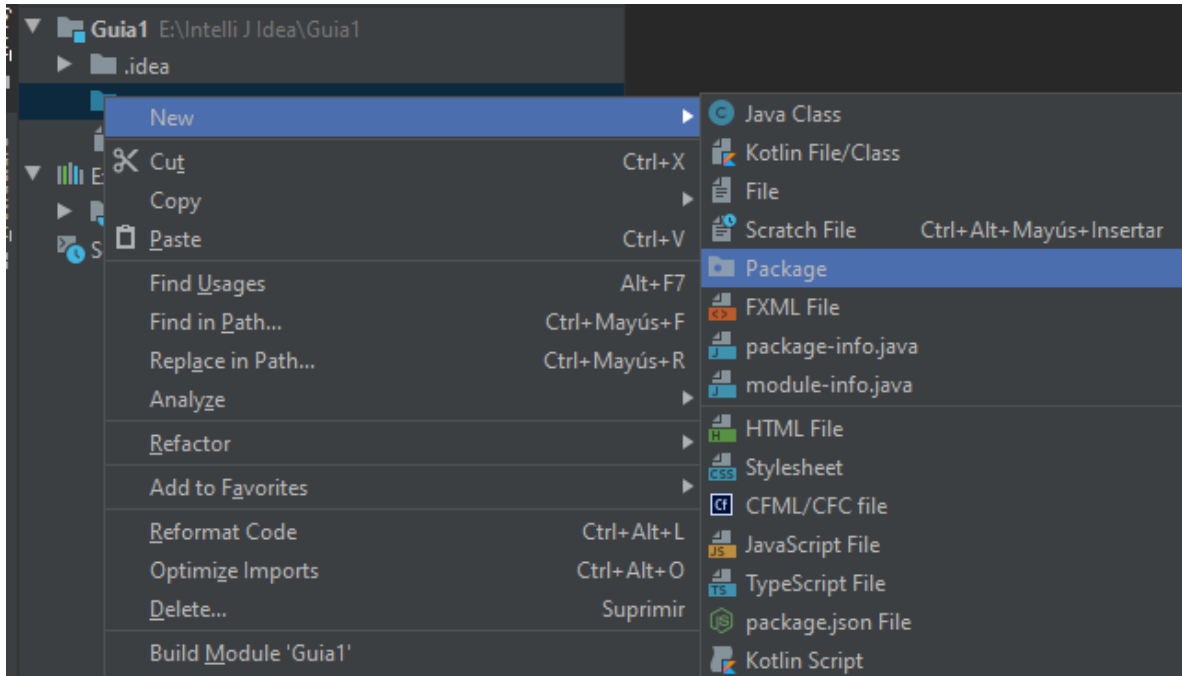 Guia1 E:\Intelli J Idea\Guia1
.idea
New
Cut Ctrl+X
Copy
Paste Ctrl+V
Find Usages Alt+F7
Find in Path... Ctrl+Mayús+F
Replace in Path... Ctrl+Mayús+R
Analyze
Refactor
Add to Favorites
Reformat Code Ctrl+Alt+L
Optimize Imports Ctrl+Alt+O
Delete... Suprimir
Build Module 'Guia1'
Java Class
Kotlin File/Class
File
Scratch File Ctrl+Alt+Mayús+Insertar
Package
FXML File
package-info.java
module-info.java
HTML File
Stylesheet
CFML/CFC file
JavaScript File
TypeScript File
package.json File
Kotlin Script